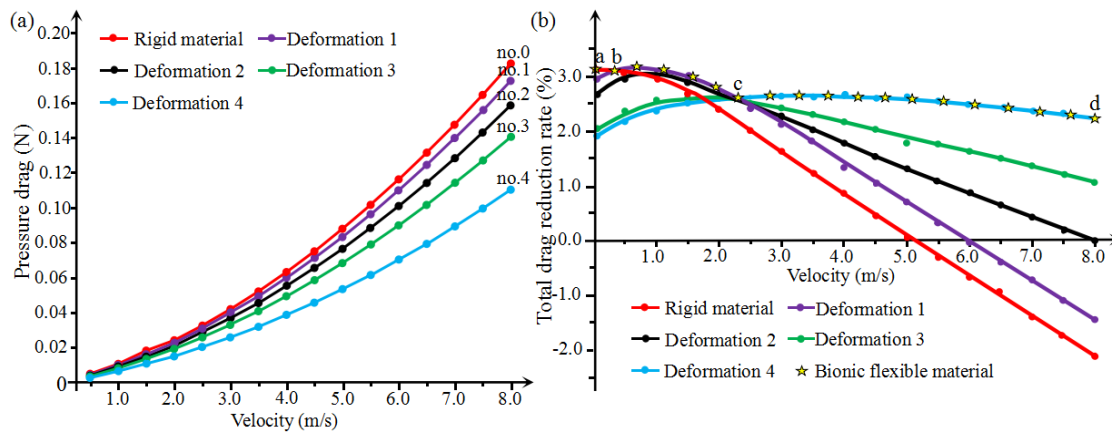 (a)
Pressure drag (N)
0.20
0.18
0.16
0.14
0.12
0.10
0.08
0.06
0.04
0.02
0
1.0 2.0 3.0 4.0 5.0 6.0 7.0 8.0
Velocity (m/s)
Rigid material
Deformation 1
Deformation 2
Deformation 3
Deformation 4
no.0
no.1
no.2
no.3
no.4
(b)
Total drag reduction rate (%)
3.0
2.0
1.0
-0.0
-1.0
-2.0
a b
c
d
1.0 2.0 3.0 4.0 5.0 6.0 7.0 8.0
Velocity (m/s)
Rigid material
Deformation 1
Deformation 2
Deformation 3
Deformation 4
Bionic flexible material